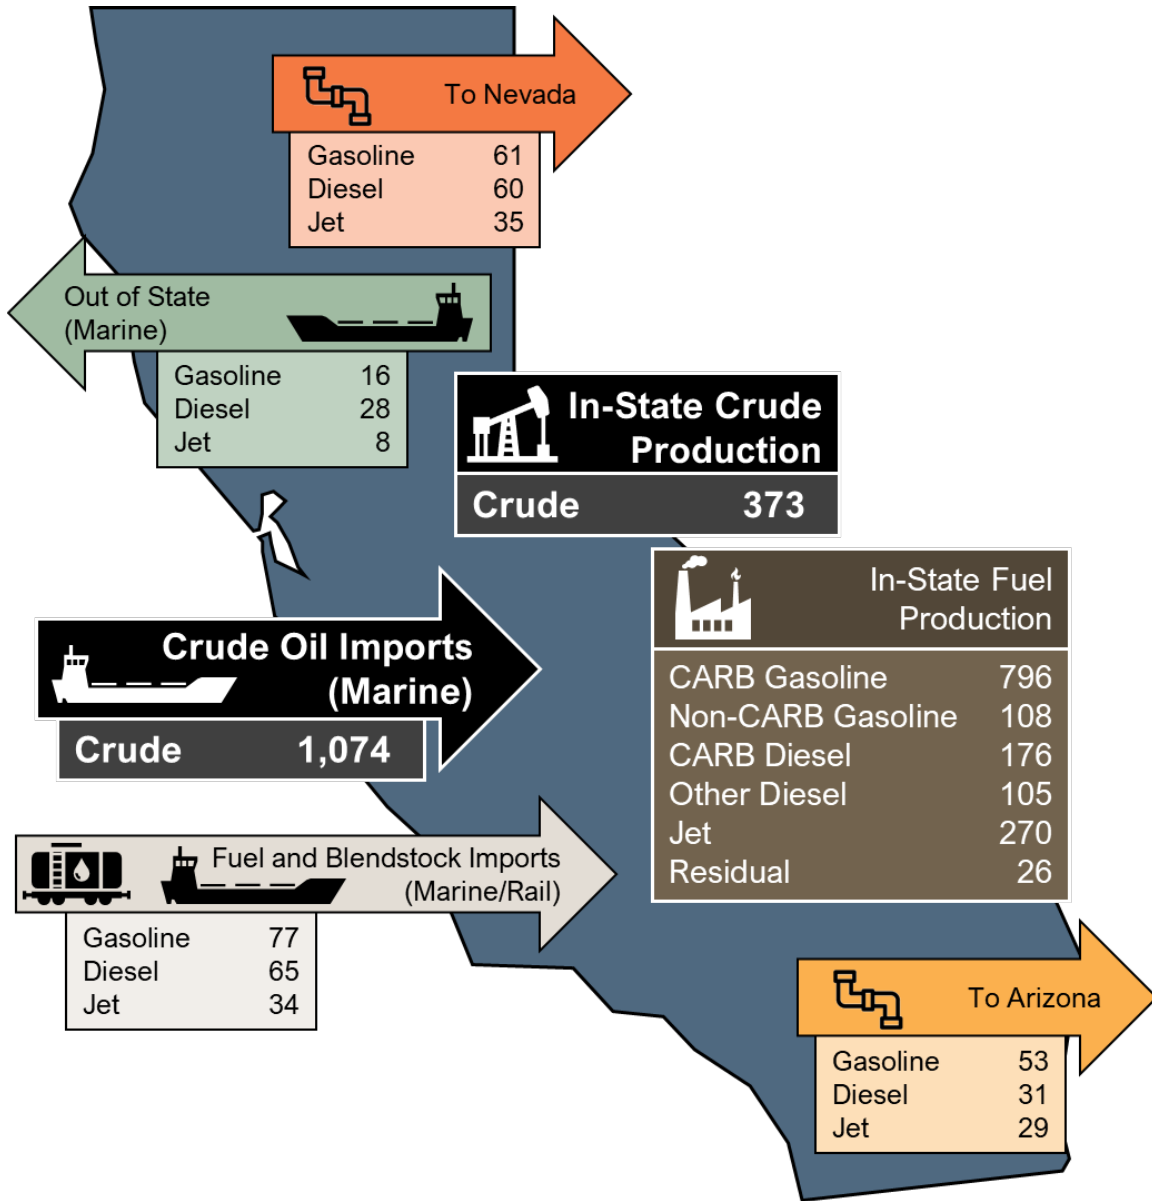 To Nevada
Gasoline 61
Diesel 60
Jet 35
Out of State
(Marine)
Gasoline 16
Diesel 28
Jet 8
In-State Crude
Production
Crude 373
In-State Fuel
Production
CARB Gasoline 796
Non-CARB Gasoline 108
CARB Diesel 176
Other Diesel 105
Jet 270
Residual 26
Crude Oil Imports
(Marine)
Crude 1,074
Fuel and Blendstock Imports
(Marine/Rail)
Gasoline 77
Diesel 65
Jet 34
To Arizona
Gasoline 53
Diesel 31
Jet 29